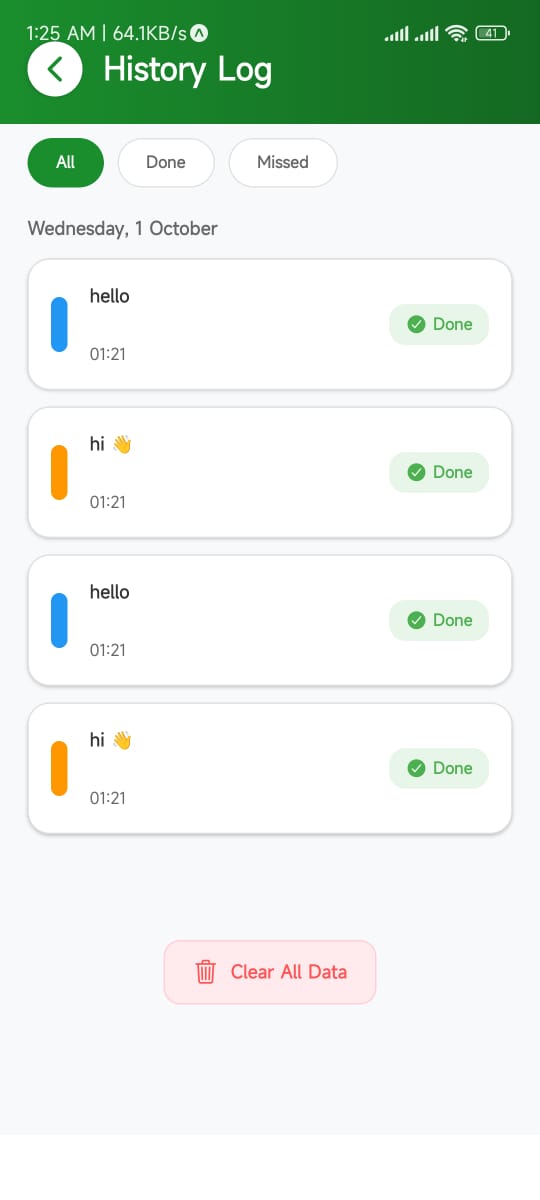 1:25 AM | 64.1KB/s
41
History Log
All
Done
Missed
Wednesday, 1 October
hello
Done
01:21
hi 👋
Done
01:21
hello
Done
01:21
hi 👋
Done
01:21
Clear All Data